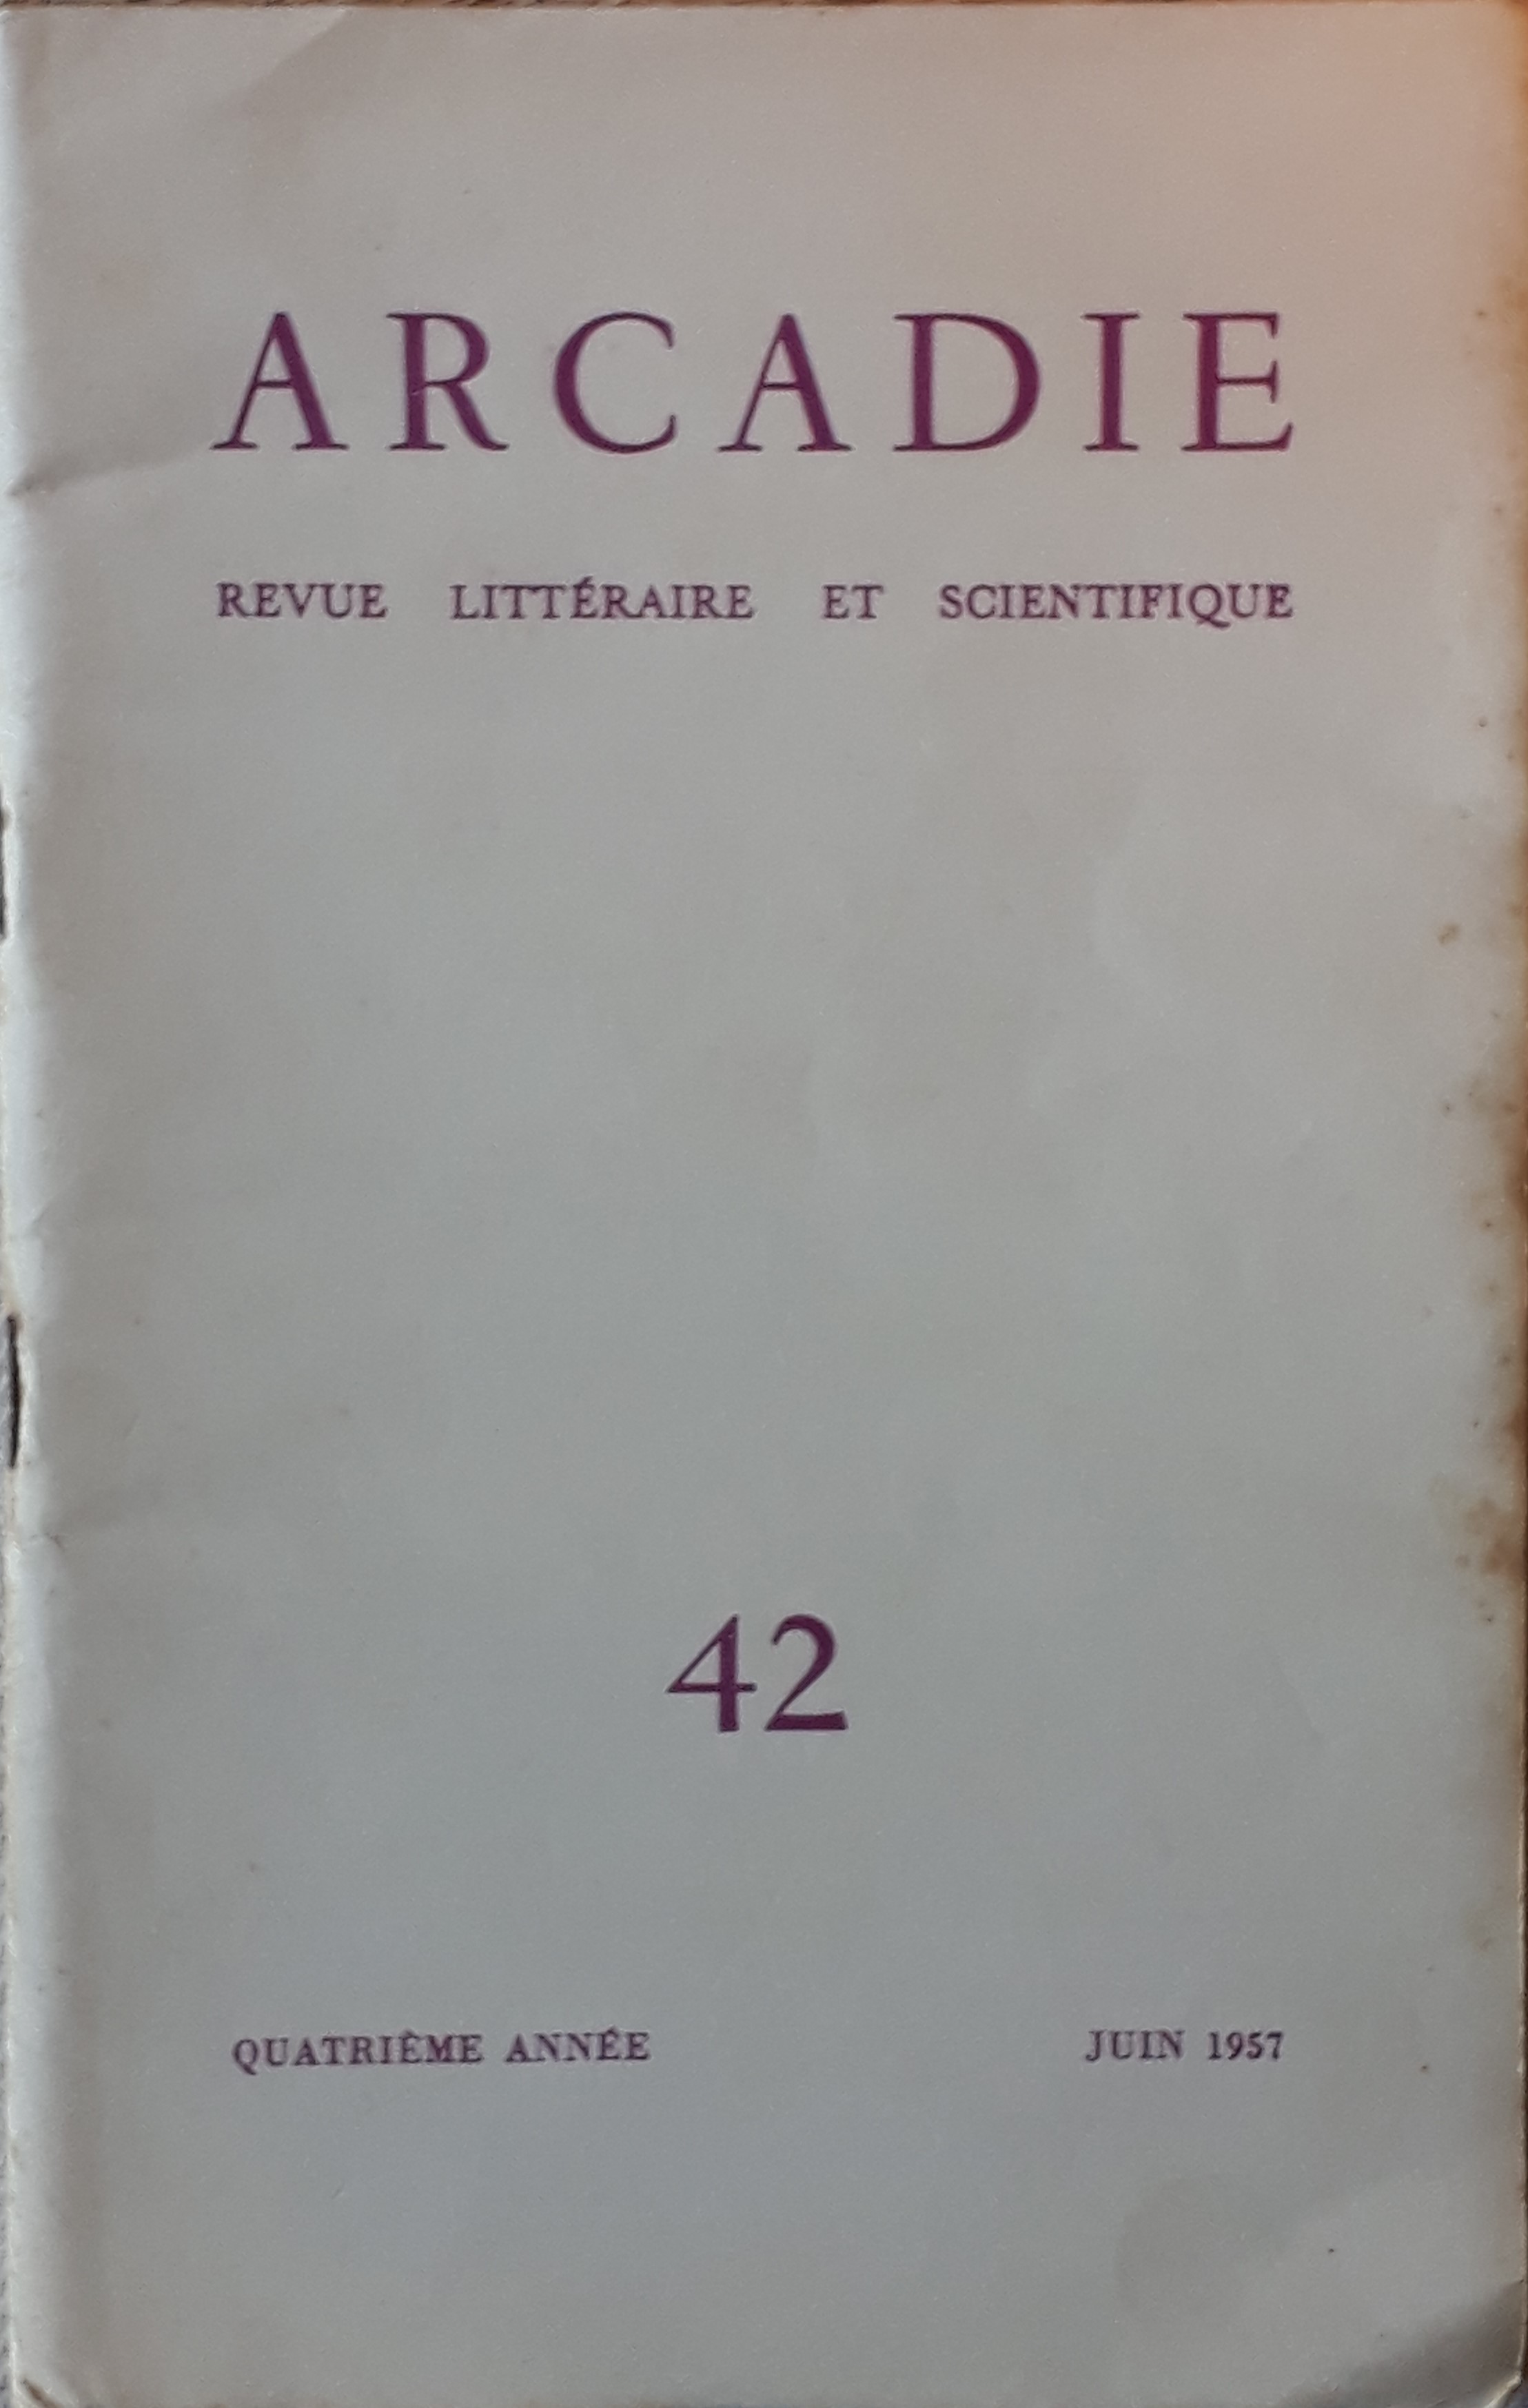 ARCADIE
REVUE LITTÉRAIRE ET SCIENTIFIQUE
42
QUATRIÈME ANNÉE
JUIN 1957